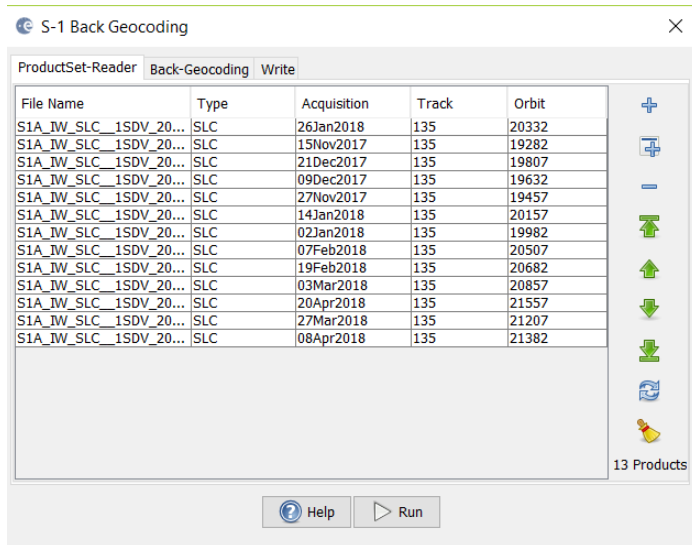 S-1 Back Geocoding
ProductSet-Reader Back-Geocoding Write
File Name Type Acquisition Track Orbit
S1A_IW_SLC__1SDV_20... SLC 26Jan2018 135 20332
S1A_IW_SLC__1SDV_20... SLC 15Nov2017 135 19282
S1A_IW_SLC__1SDV_20... SLC 21Dec2017 135 19807
S1A_IW_SLC__1SDV_20... SLC 09Dec2017 135 19632
S1A_IW_SLC__1SDV_20... SLC 27Nov2017 135 19457
S1A_IW_SLC__1SDV_20... SLC 14Jan2018 135 20157
S1A_IW_SLC__1SDV_20... SLC 02Jan2018 135 19982
S1A_IW_SLC__1SDV_20... SLC 07Feb2018 135 20507
S1A_IW_SLC__1SDV_20... SLC 19Feb2018 135 20682
S1A_IW_SLC__1SDV_20... SLC 03Mar2018 135 20857
S1A_IW_SLC__1SDV_20... SLC 20Apr2018 135 21557
S1A_IW_SLC__1SDV_20... SLC 27Mar2018 135 21207
S1A_IW_SLC__1SDV_20... SLC 08Apr2018 135 21382
13 Products
Help Run